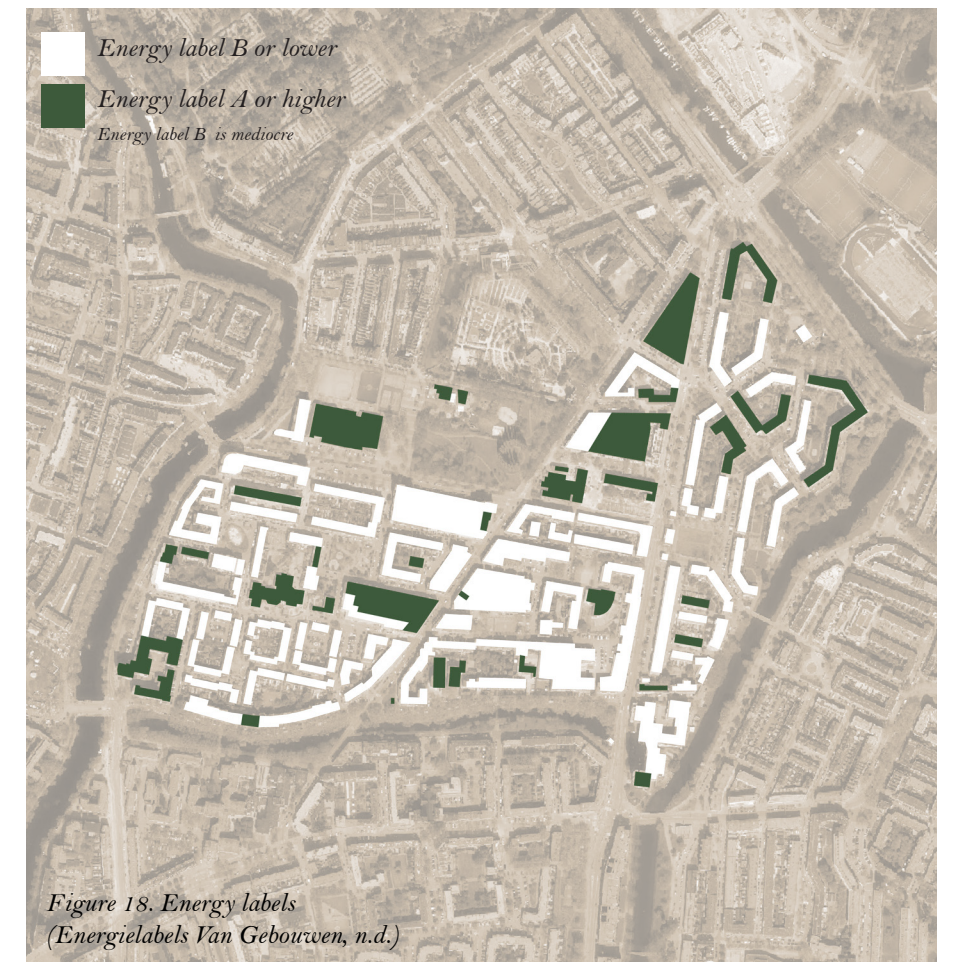 Energy label B or lower
Energy label A or higher
Energy label B is mediocre
Figure 18. Energy labels
(Energielabels Van Gebouwen, n.d.)